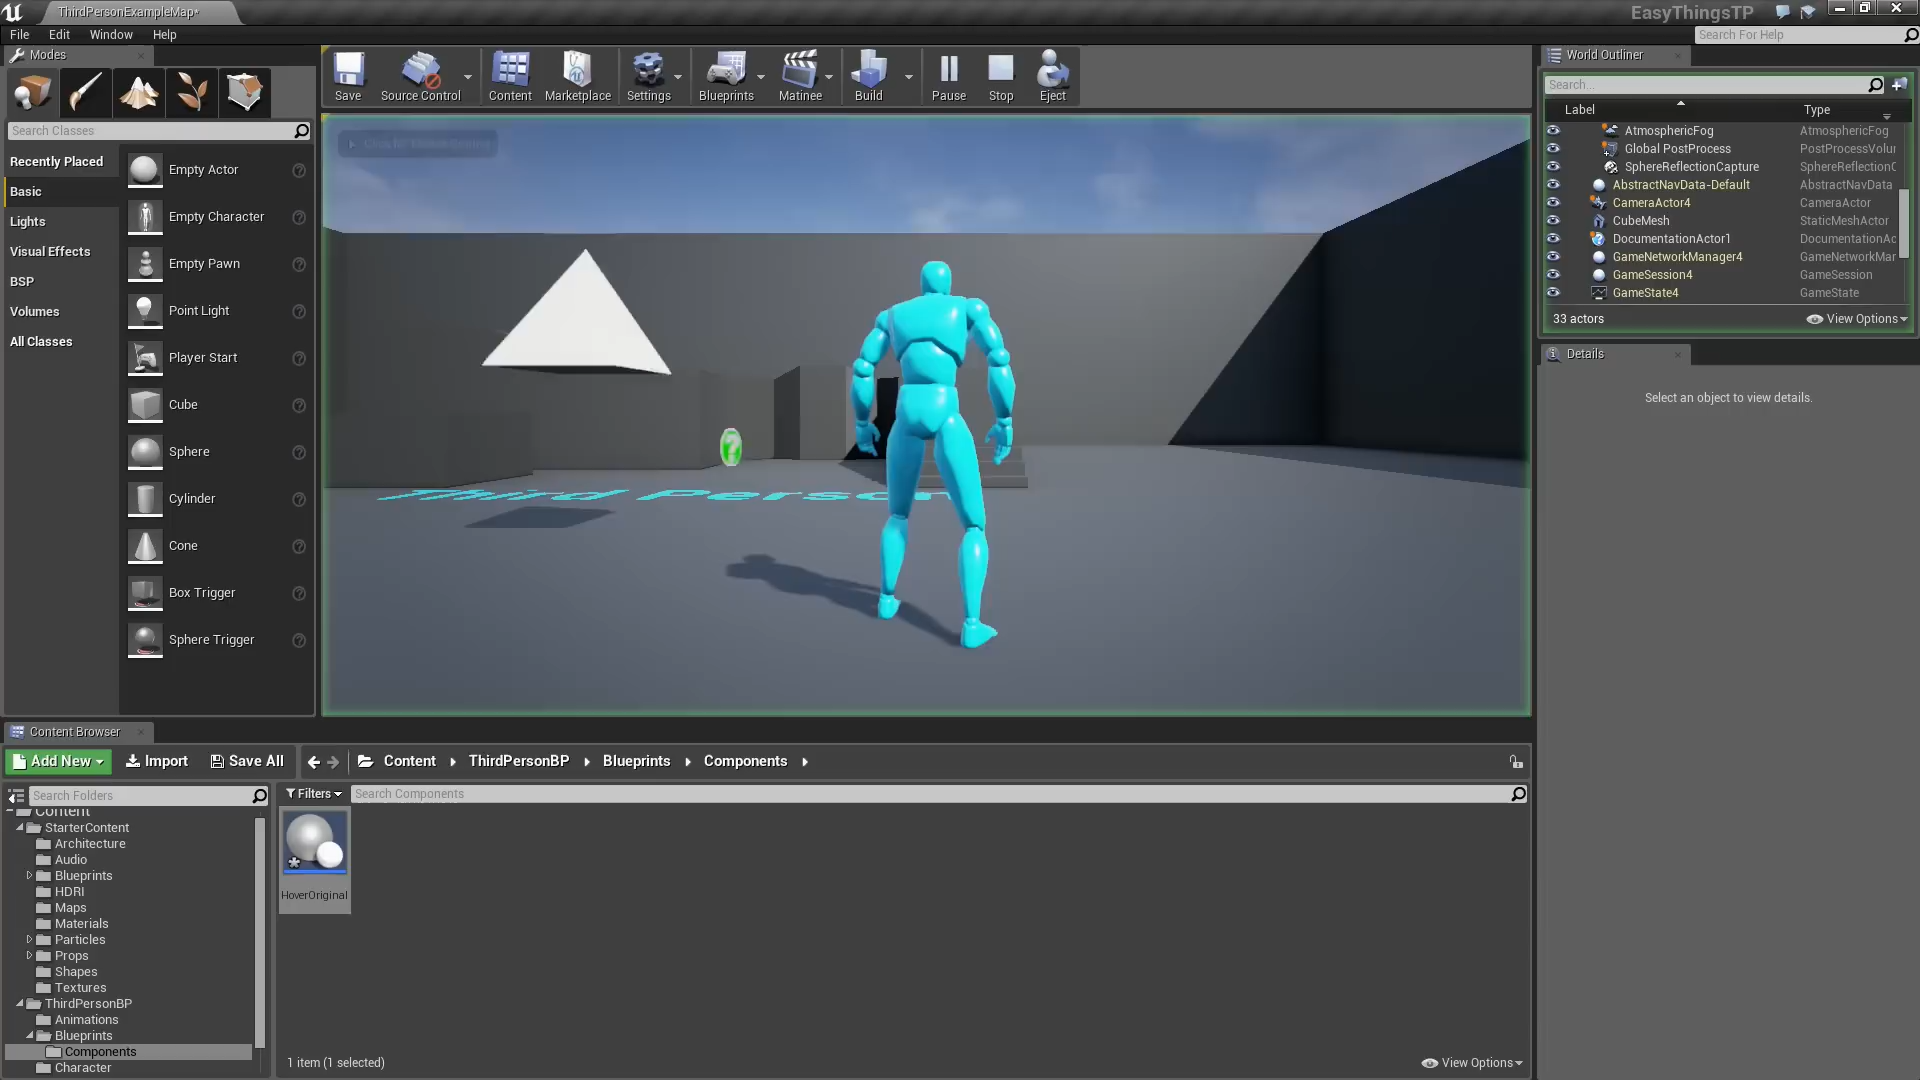 ThirdPersonExampleMap*
EasyThingsTP
File Edit Window Help
Search For Help
Modes
Search Classes
Recently Placed
Basic
Lights
Visual Effects
BSP
Volumes
All Classes
Empty Actor
Empty Character
Empty Pawn
Point Light
Player Start
Cube
Sphere
Cylinder
Cone
Box Trigger
Sphere Trigger
Save Source Control Content Marketplace Settings Blueprints Matinee Build Pause Stop Eject
Third Person
World Outliner
Search...
Label Type
AtmosphericFog AtmosphericFog
Global PostProcess PostProcessVolur
SphereReflectionCapture SphereReflectionC
AbstractNavData-Default AbstractNavData
CameraActor4 CameraActor
CubeMesh StaticMeshActor
DocumentationActor1 DocumentationAc
GameNetworkManager4 GameNetworkMar
GameSession4 GameSession
GameState4 GameState
33 actors View Options
Details
Select an object to view details.
Content Browser
Add New Import Save All Content ThirdPersonBP Blueprints Components
Search Folders
Filters Search Components
Content
StarterContent
Architecture
Audio
Blueprints
HDRI
Maps
Materials
Particles
Props
Shapes
Textures
ThirdPersonBP
Animations
Blueprints
Components
Character
HoverOriginal
1 item (1 selected) View Options